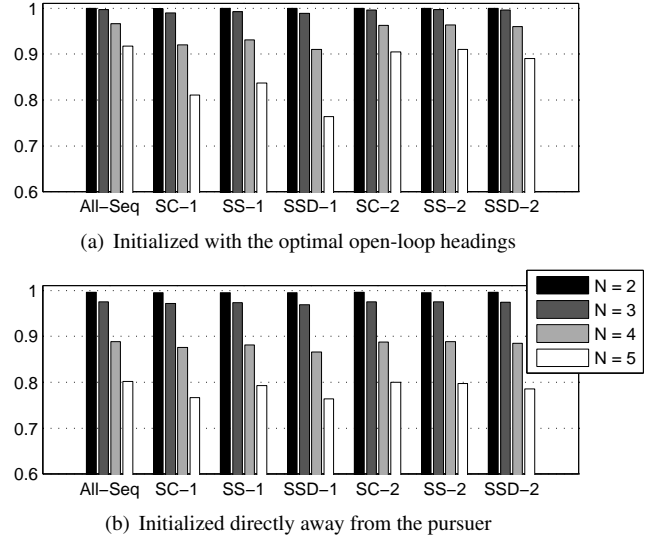 1
0.9
0.8
0.7
0.6
All−Seq SC−1 SS−1 SSD−1 SC−2 SS−2 SSD−2
(a) Initialized with the optimal open-loop headings
1
0.9
0.8
0.7
0.6
N = 2
N = 3
N = 4
N = 5
All−Seq SC−1 SS−1 SSD−1 SC−2 SS−2 SSD−2
(b) Initialized directly away from the pursuer